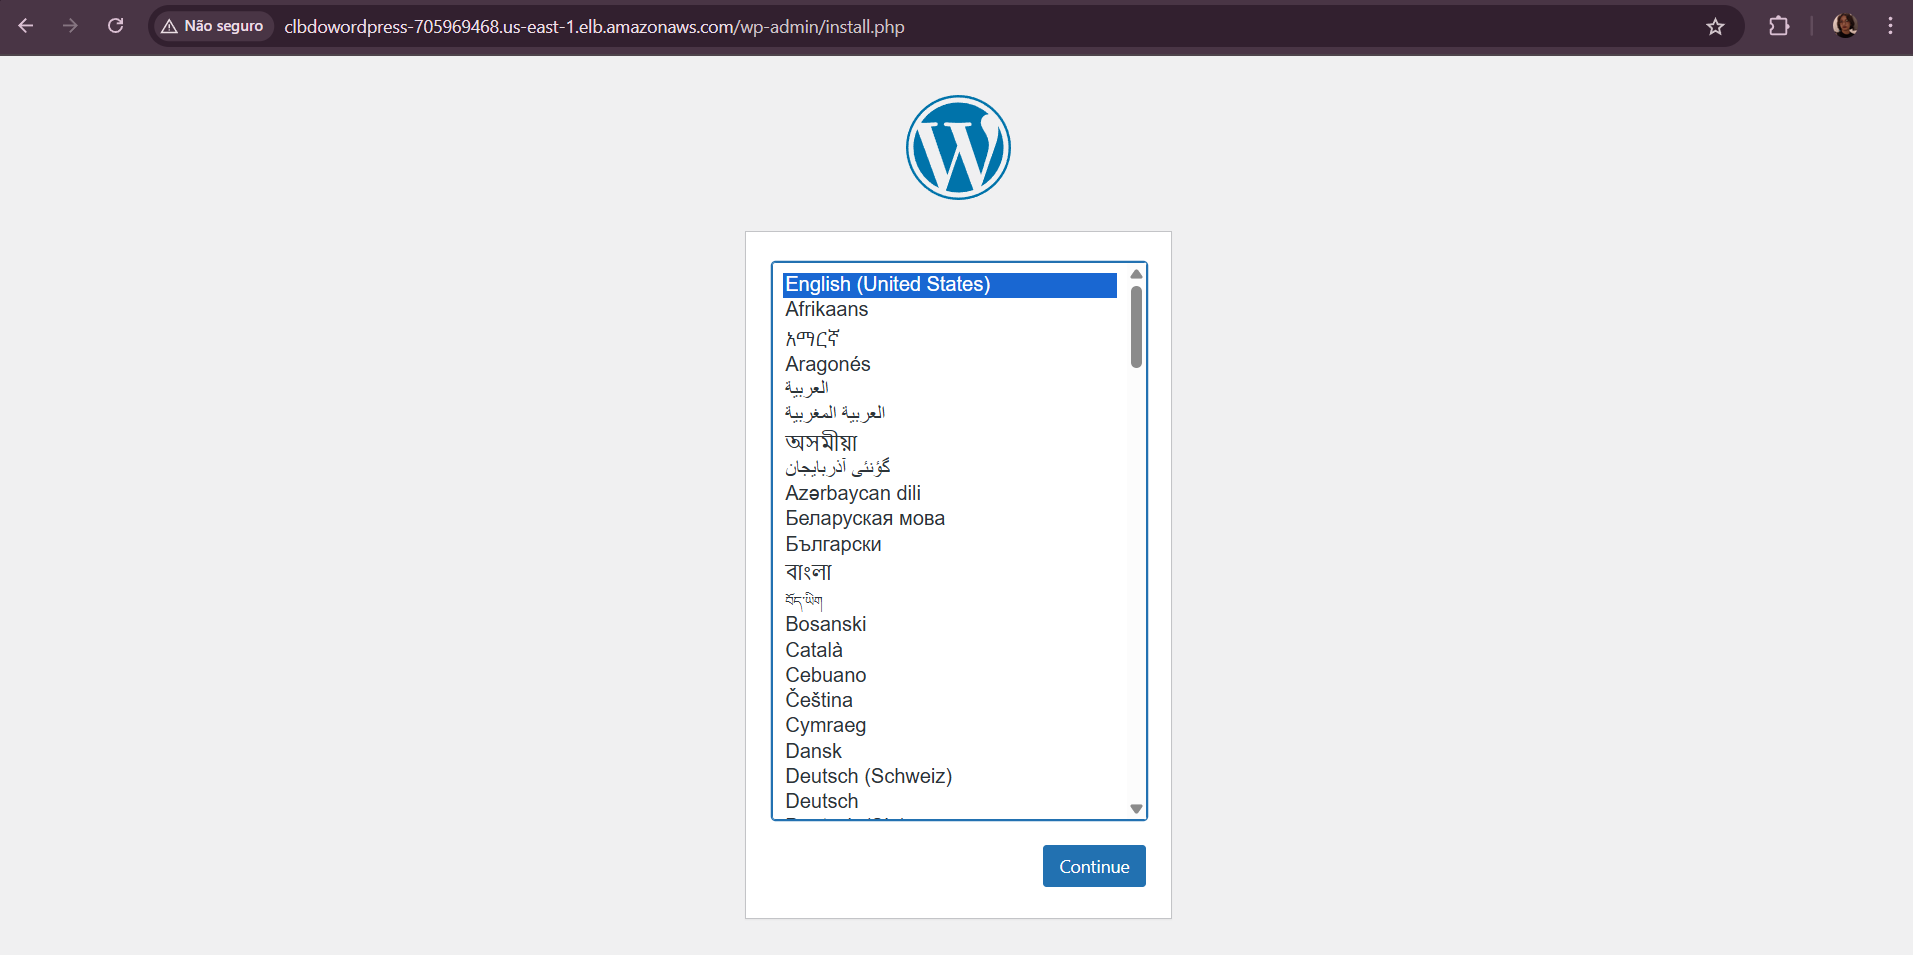 Não seguro
clbdowordpress-705969468.us-east-1.elb.amazonaws.com/wp-admin/install.php
English (United States)
Afrikaans
አማርኛ
Aragonés
العربية
العربية المغربية
অসমীয়া
گؤنئی آذربایجان
Azərbaycan dili
Беларуская мова
Български
বাংলা
བོད་ཡིག
Bosanski
Català
Cebuano
Čeština
Cymraeg
Dansk
Deutsch (Schweiz)
Deutsch
Continue